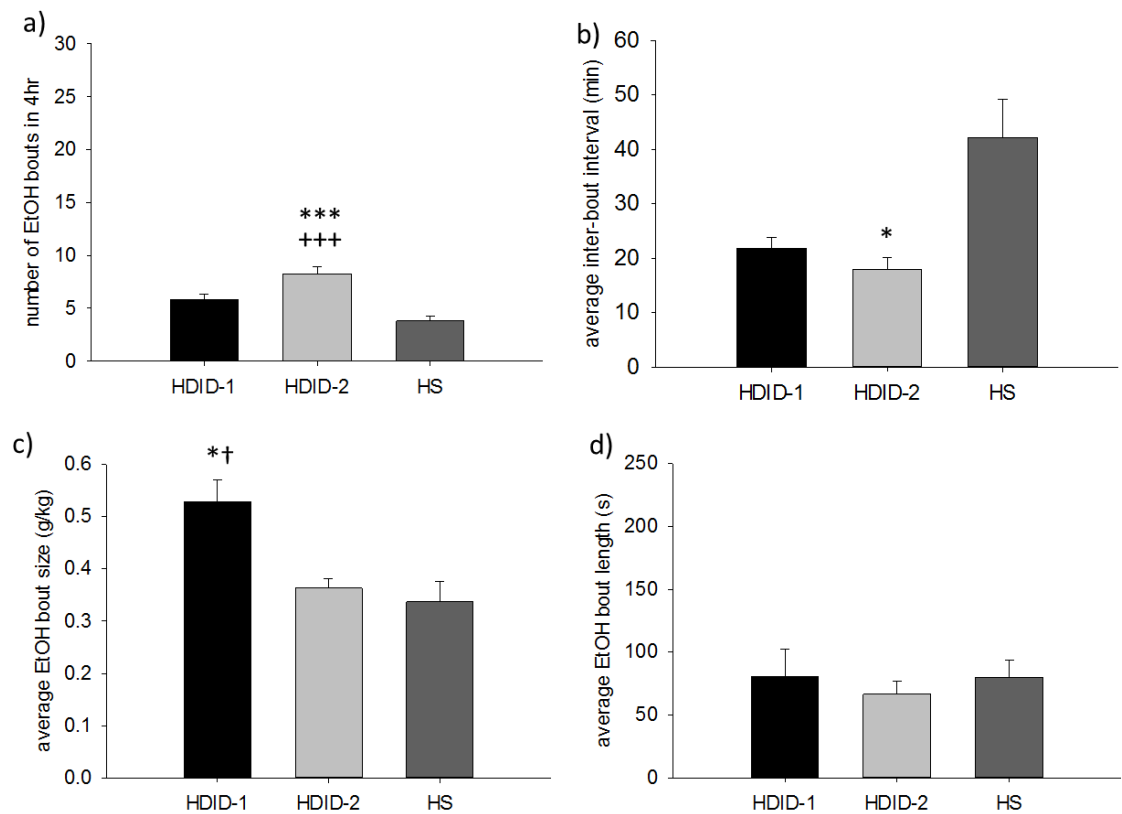 a)
number of EtOH bouts in 4hr
30
25
20
15
10
5
0
***
+++
HDID-1 HDID-2 HS
b)
average inter-bout interval (min)
60
50
40
30
20
10
0
*
HDID-1 HDID-2 HS
c)
average EtOH bout size (g/kg)
0.6
0.5
0.4
0.3
0.2
0.1
0.0
*†
HDID-1 HDID-2 HS
d)
average EtOH bout length (s)
250
200
150
100
50
0
HDID-1 HDID-2 HS